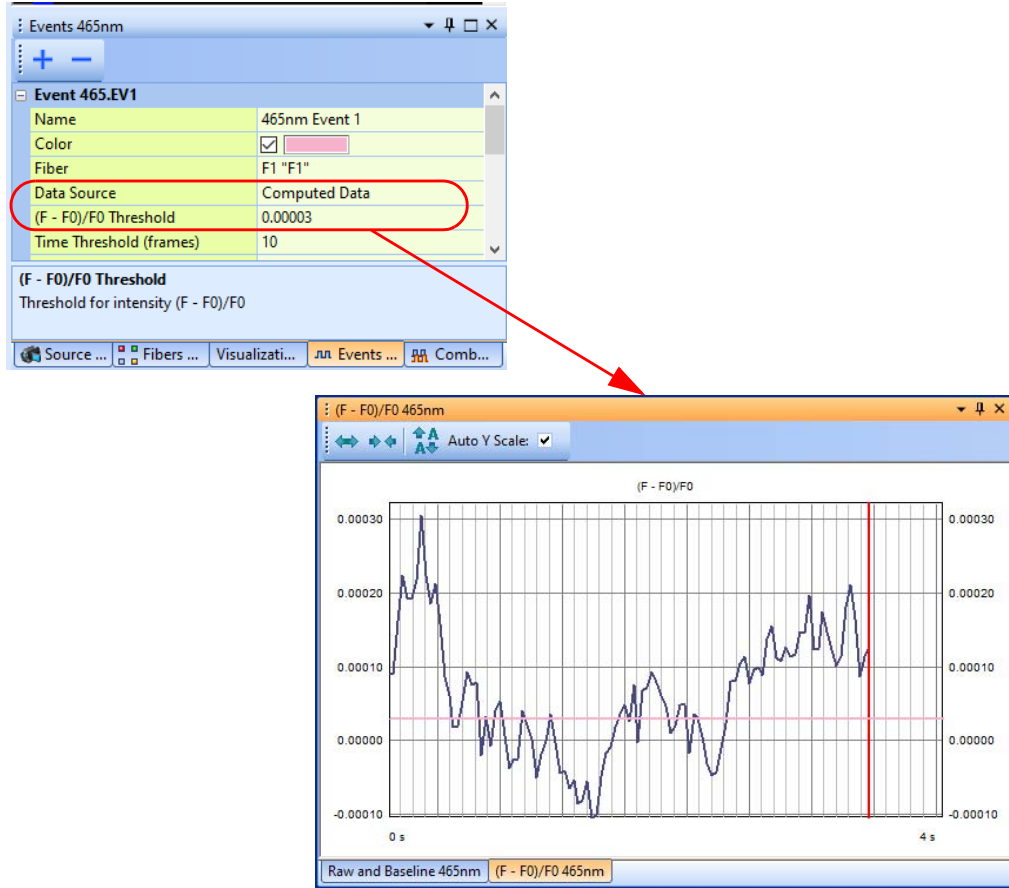 Events 465nm
Event 465.EV1
Name 465nm Event 1
Color
Fiber F1 "F1"
Data Source Computed Data
(F - F0)/F0 Threshold 0.00003
Time Threshold (frames) 10
(F - F0)/F0 Threshold
Threshold for intensity (F - F0)/F0
Source ... Fibers ... Visualizati... Events ... Comb...
(F - F0)/F0 465nm
A A Auto Y Scale:
(F - F0)/F0
0.00030 0.00030
0.00020 0.00020
0.00010 0.00010
0.00000 0.00000
-0.00010 -0.00010
0 s 4 s
Raw and Baseline 465nm (F - F0)/F0 465nm